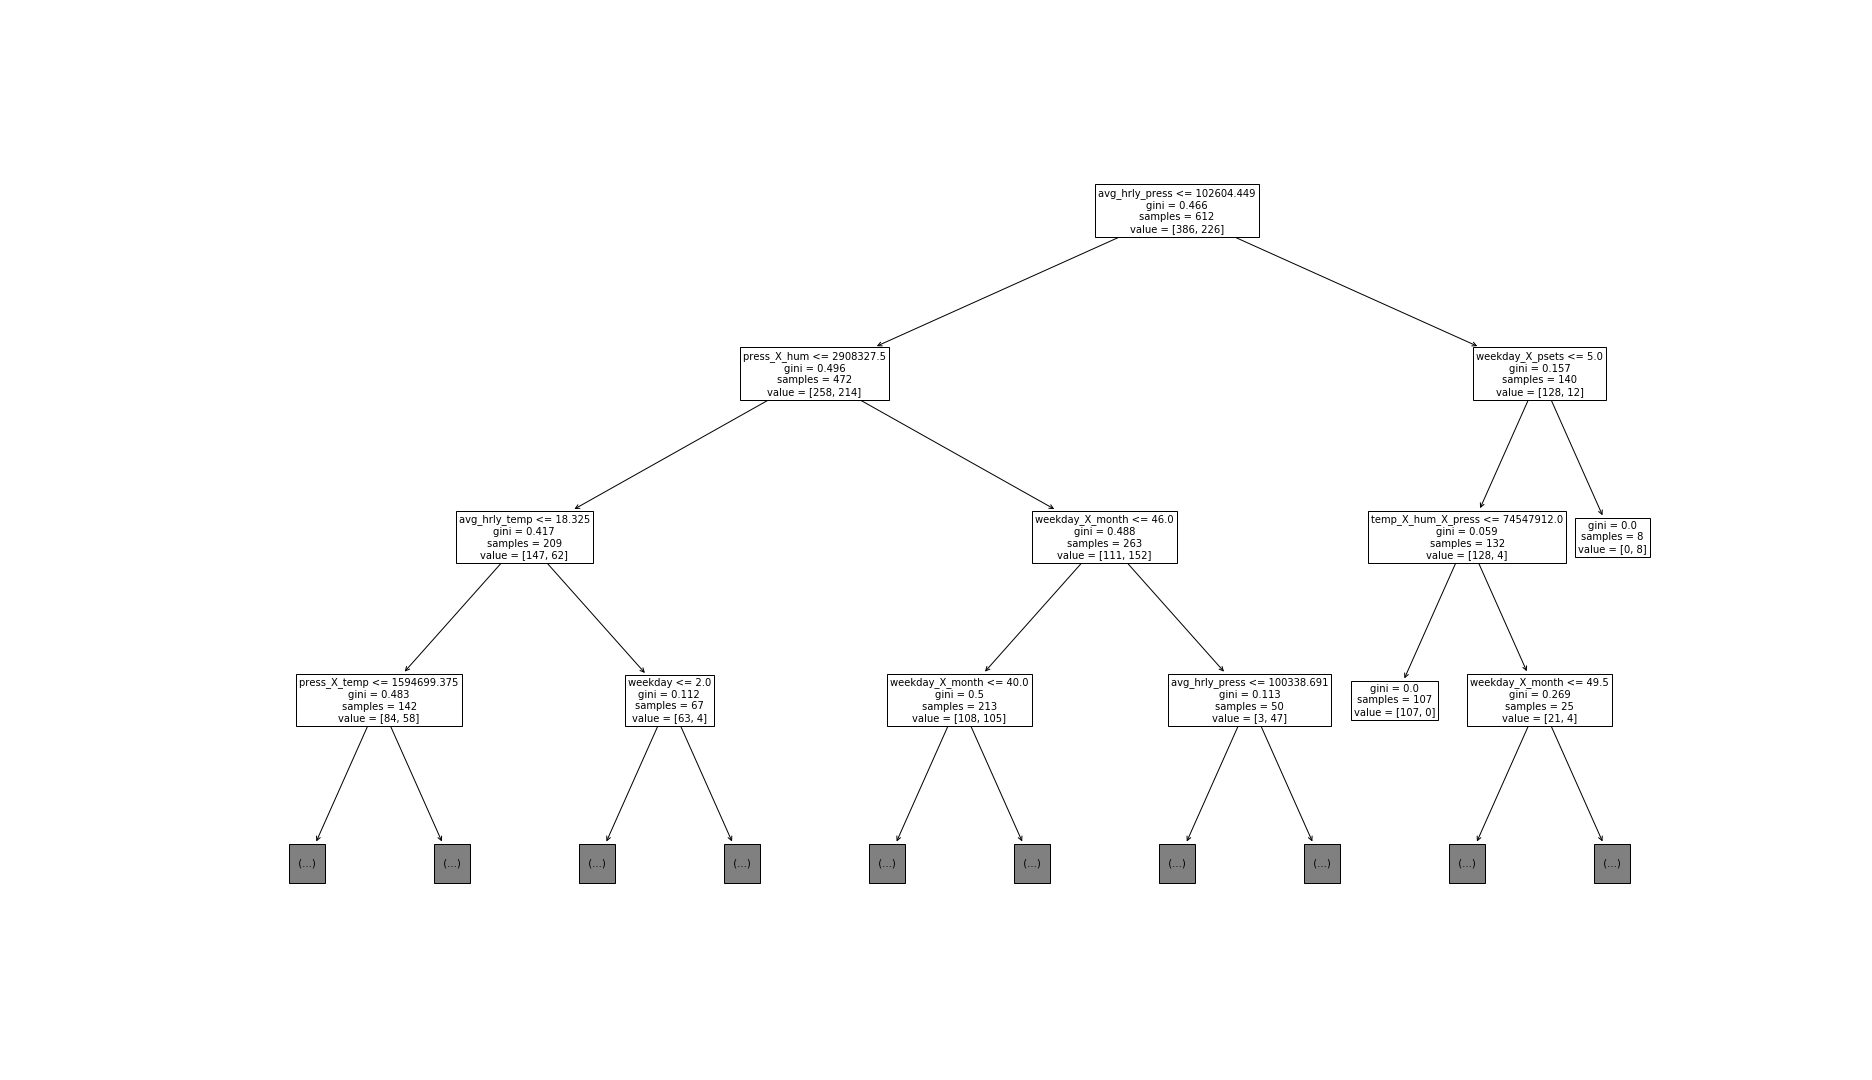 avg_hrly_press <= 102604.449
gini = 0.466
samples = 612
value = [386, 226]
press_X_hum <= 2908327.5
gini = 0.496
samples = 472
value = [258, 214]
weekday_X_psets <= 5.0
gini = 0.157
samples = 140
value = [128, 12]
avg_hrly_temp <= 18.325
gini = 0.417
samples = 209
value = [147, 62]
weekday_X_month <= 46.0
gini = 0.488
samples = 263
value = [111, 152]
temp_X_hum_X_press <= 74547912.0
gini = 0.059
samples = 132
value = [128, 4]
gini = 0.0
samples = 8
value = [0, 8]
press_X_temp <= 1594699.375
gini = 0.483
samples = 142
value = [84, 58]
weekday <= 2.0
gini = 0.112
samples = 67
value = [63, 4]
weekday_X_month <= 40.0
gini = 0.5
samples = 213
value = [108, 105]
avg_hrly_press <= 100338.691
gini = 0.113
samples = 50
value = [3, 47]
gini = 0.0
samples = 107
value = [107, 0]
weekday_X_month <= 49.5
gini = 0.269
samples = 25
value = [21, 4]
(...)
(...)
(...)
(...)
(...)
(...)
(...)
(...)
(...)
(...)